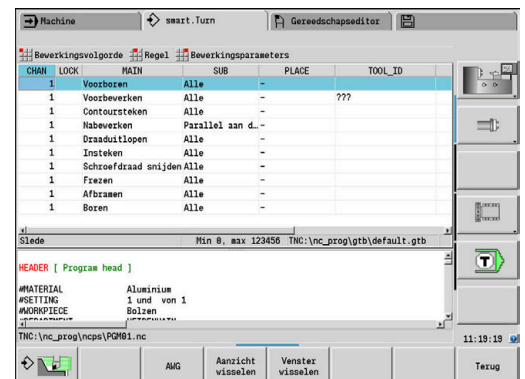 Machine smart.Turn Gereedschapseditor
Bewerkingsvolgorde Regel Bewerkingsparameters
CHAN LOCK MAIN SUB PLACE TOOL_ID
1 Voorboren Alle -
1 Voorbewerken Alle - ???
1 Contoursteken Alle -
1 Nabewerken Parallel aan d… -
1 Draaduitlopen Alle -
1 Insteken Alle -
1 Schroefdraad snijden Alle -
1 Frezen Alle -
1 Afbramen Alle -
1 Boren Alle -
Slede Min 0, max 123456 TNC:\nc_prog\gtb\default.gtb
HEADER [ Program head ]
#MATERIAL Aluminium
#SETTING 1 und von 1
#WORKPIECE Bolzen
TNC:\nc_prog\ncps\PGM01.nc
T
11:19:19
AWG Aanzicht wisselen Venster wisselen Terug